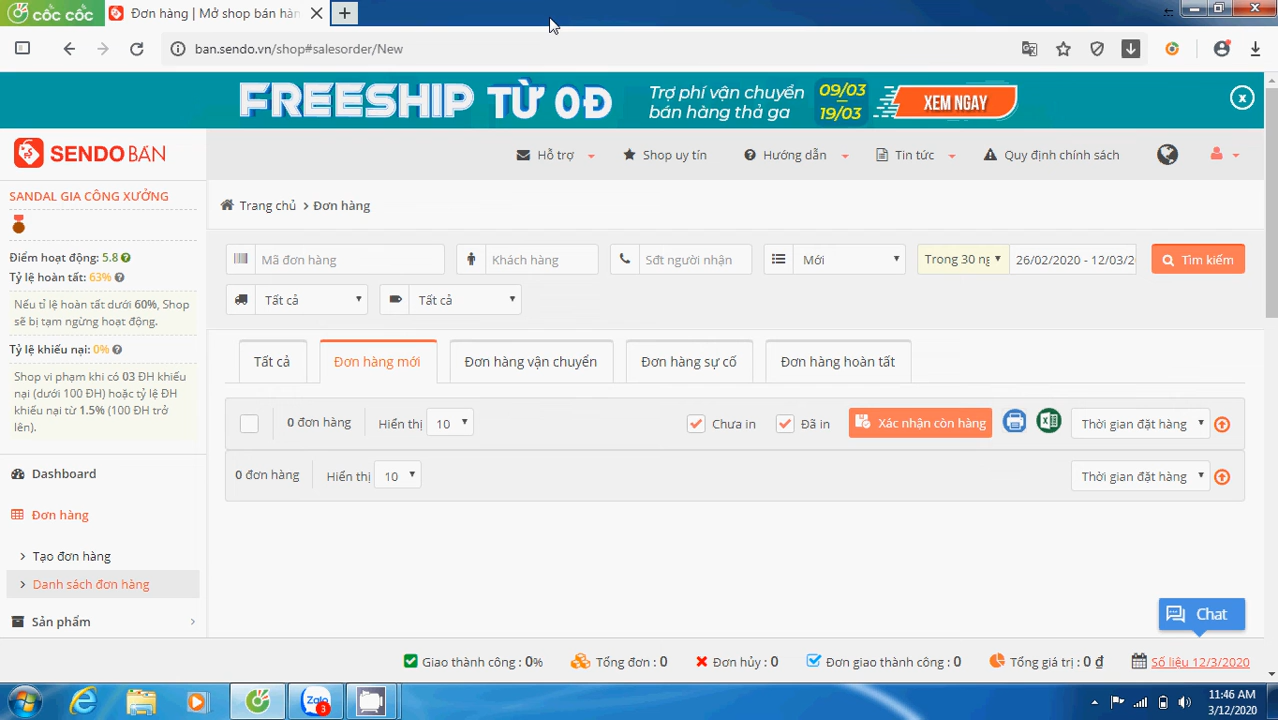 cốc cốc
Đơn hàng | Mở shop bán hàn
ban.sendo.vn/shop#salesorder/New
FREESHIP TỪ 0Đ
Trợ phí vận chuyển
bán hàng thả ga
09/03
19/03
XEM NGAY
SENDO BÁN
Hỗ trợ
Shop uy tín
Hướng dẫn
Tin tức
Quy định chính sách
SANDAL GIA CÔNG XƯỞNG
Điểm hoạt động: 5.8
Tỷ lệ hoàn tất: 63%
Nếu tỉ lệ hoàn tất dưới 60%, Shop
sẽ bị tạm ngừng hoạt động.
Tỷ lệ khiếu nại: 0%
Shop vi phạm khi có 03 ĐH khiếu
nại (dưới 100 ĐH) hoặc tỷ lệ ĐH
khiếu nại từ 1.5% (100 ĐH trở
lên).
Dashboard
Đơn hàng
Tạo đơn hàng
Danh sách đơn hàng
Sản phẩm
Trang chủ > Đơn hàng
Mã đơn hàng
Khách hàng
Sđt người nhận
Mới
Trong 30 ng
26/02/2020 - 12/03/2
Tìm kiếm
Tất cả
Tất cả
Tất cả
Đơn hàng mới
Đơn hàng vận chuyển
Đơn hàng sự cố
Đơn hàng hoàn tất
0 đơn hàng
Hiển thị 10
Chưa in
Đã in
Xác nhận còn hàng
Thời gian đặt hàng
0 đơn hàng
Hiển thị 10
Thời gian đặt hàng
Chat
Giao thành công : 0%
Tổng đơn : 0
Đơn hủy : 0
Đơn giao thành công : 0
Tổng giá trị : 0 đ
Số liệu 12/3/2020
Zalo
3
11:46 AM
3/12/2020